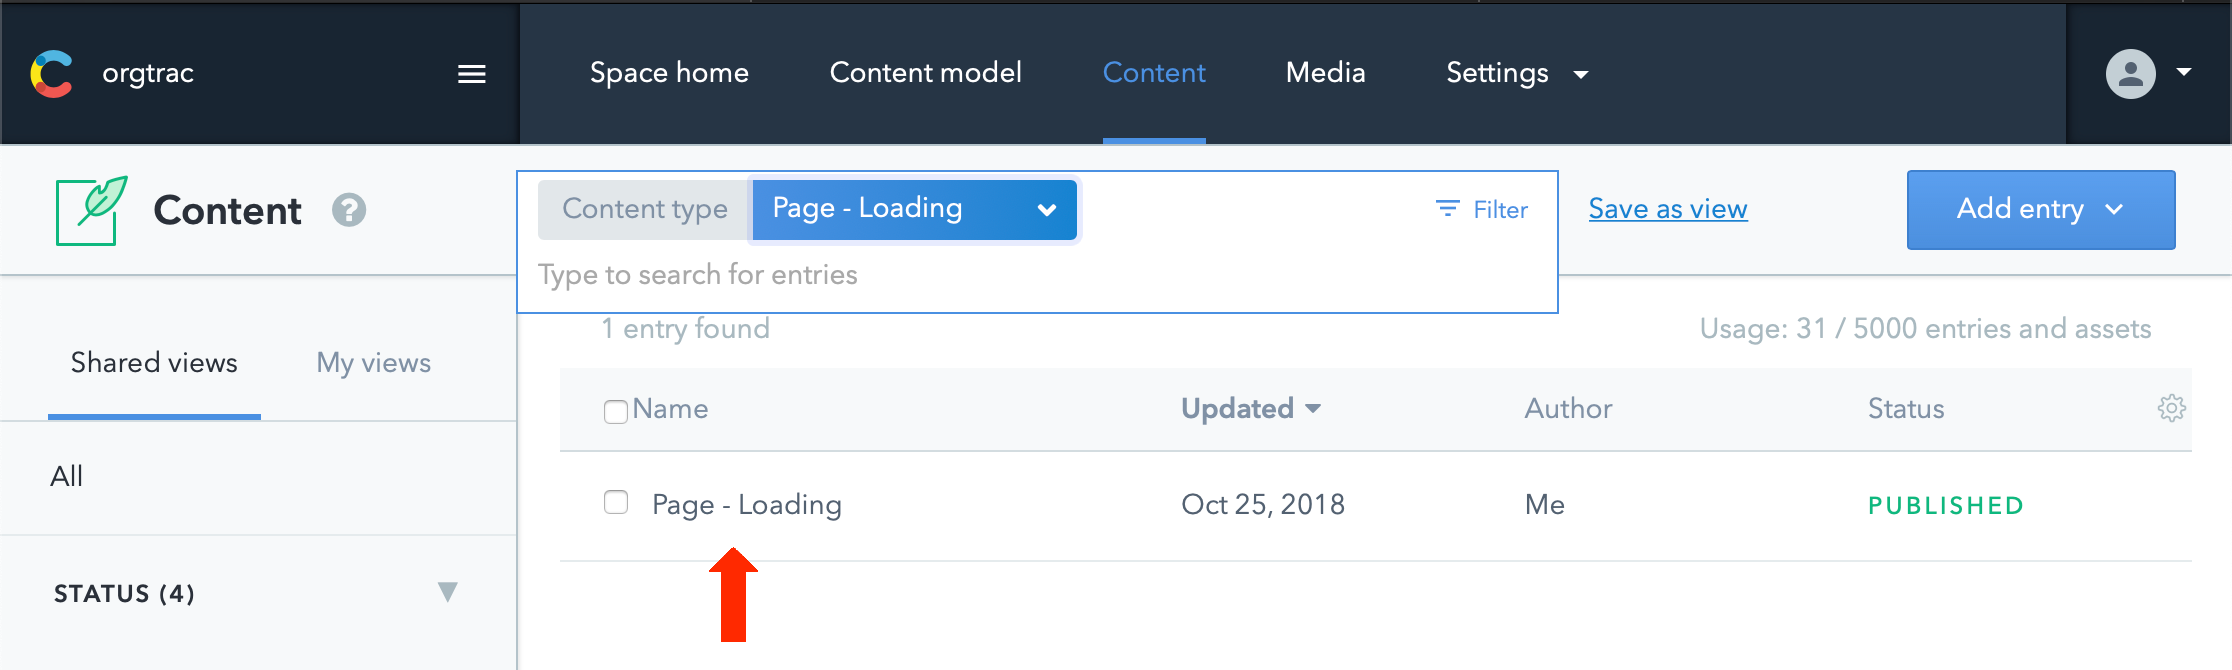 orgtrac
Space home
Content model
Content
Media
Settings
Content
?
Content type
Page - Loading
Filter
Save as view
Add entry
Type to search for entries
1 entry found
Usage: 31 / 5000 entries and assets
Shared views
My views
Name
Updated
Author
Status
All
Page - Loading
Oct 25, 2018
Me
PUBLISHED
STATUS (4)